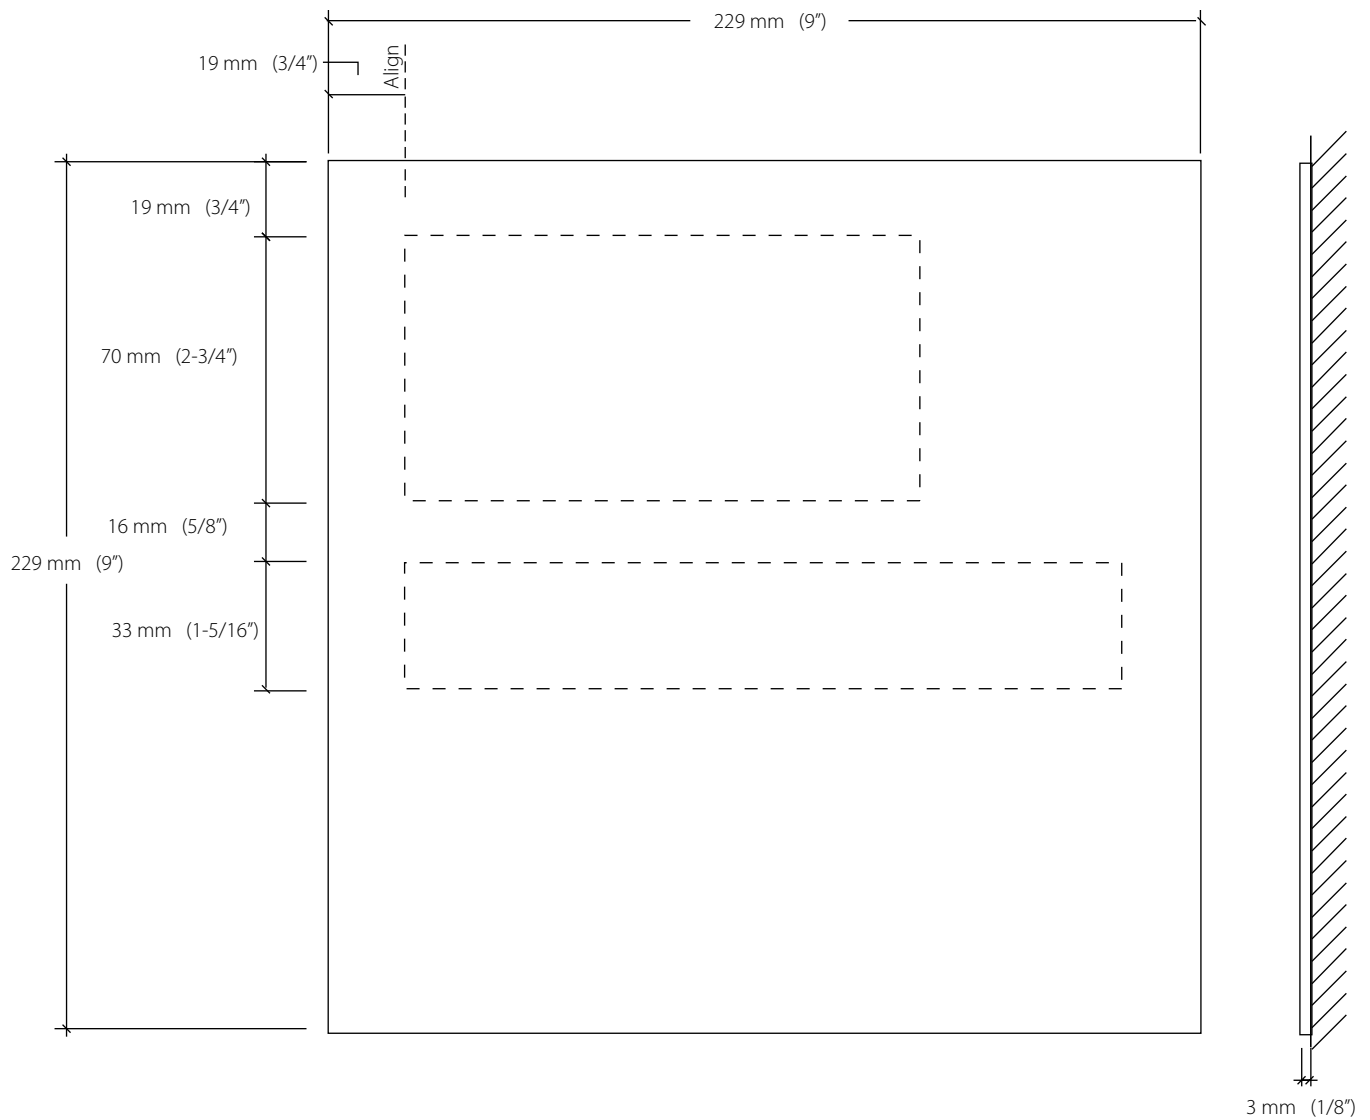 229 mm (9")
19 mm (3/4")
Align
19 mm (3/4")
70 mm (2-3/4")
16 mm (5/8")
229 mm (9")
33 mm (1-5/16")
3 mm (1/8")